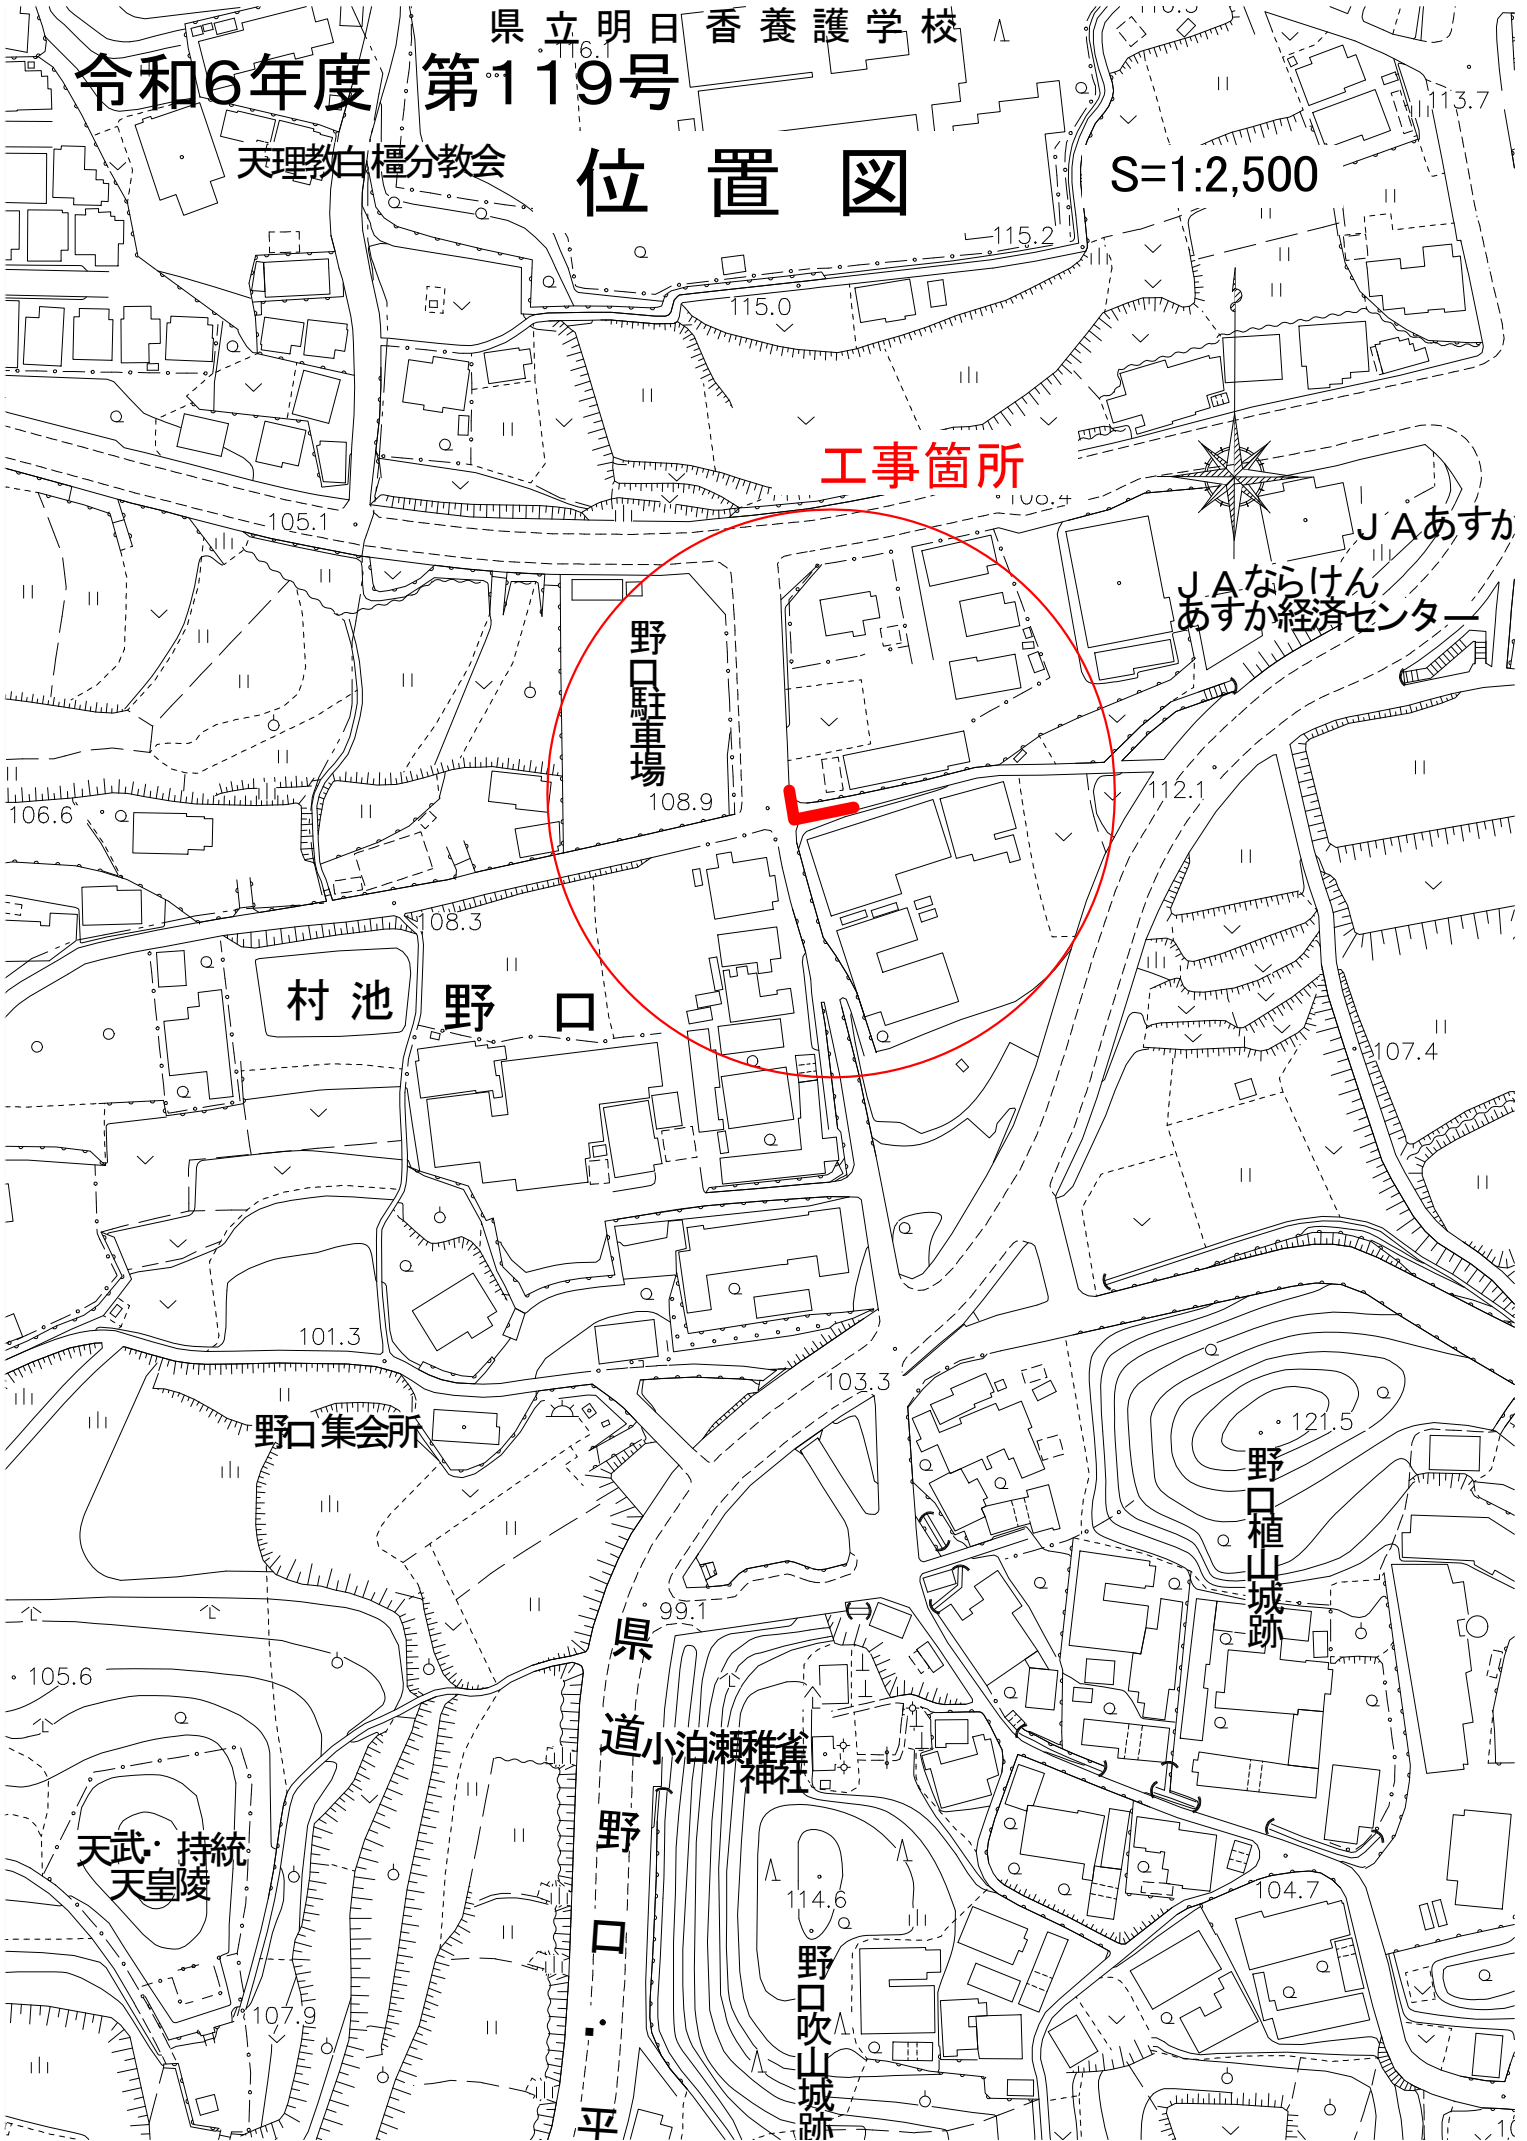 県立明日香養護学校
116.1
令和6年度 第119号
113.7
天理教白橿分教会
位置図
S=1:2,500
115.2
115.0
工事箇所
108.4
105.1
JAあすか
JAならけん
あすか経済センター
野口駐車場
108.9
112.1
106.6
108.3
村池
野口
107.4
101.3
103.3
121.5
野口集会所
野口植山城跡
99.1
県道野口・平
105.6
小泊瀬稚雀
神社
天武・持統
天皇陵
114.6
104.7
野口吹山城跡
107.9